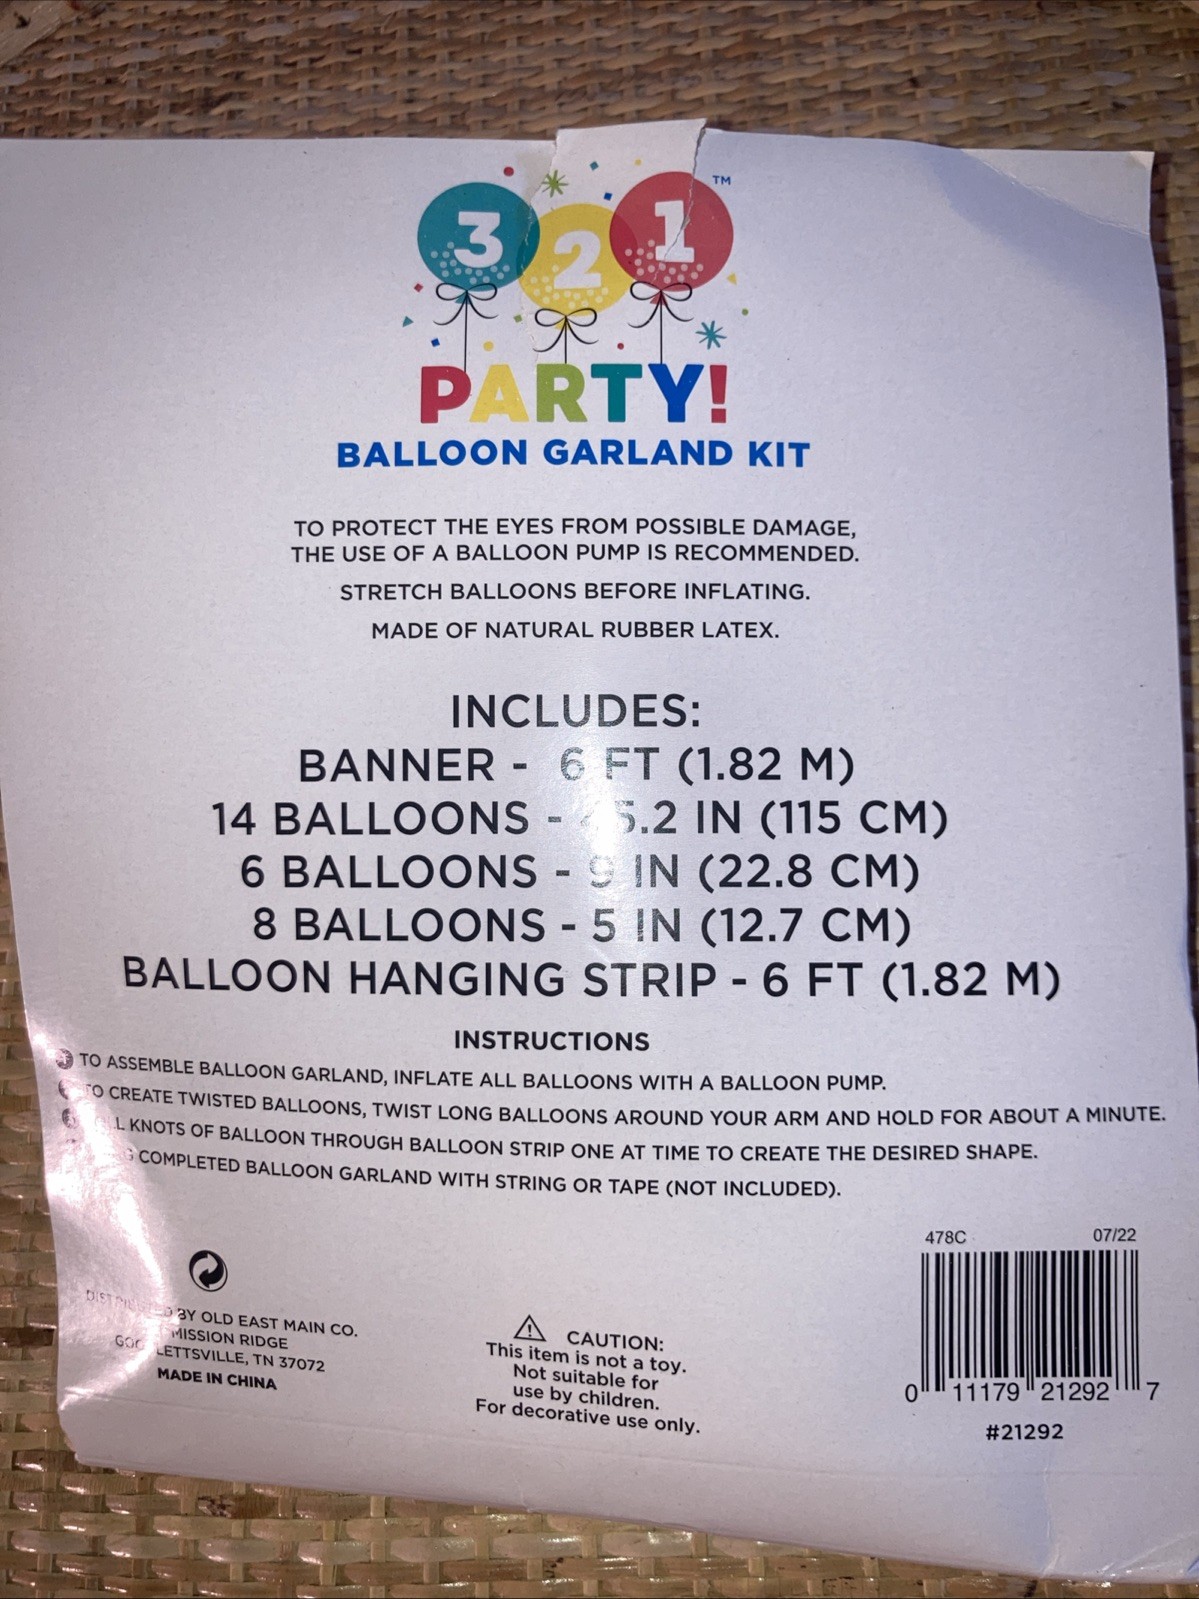 3 2 1 ™
PARTY!
BALLOON GARLAND KIT
TO PROTECT THE EYES FROM POSSIBLE DAMAGE,
THE USE OF A BALLOON PUMP IS RECOMMENDED.
STRETCH BALLOONS BEFORE INFLATING.
MADE OF NATURAL RUBBER LATEX.
INCLUDES:
BANNER - 6 FT (1.82 M)
14 BALLOONS - 45.2 IN (115 CM)
6 BALLOONS - 9 IN (22.8 CM)
8 BALLOONS - 5 IN (12.7 CM)
BALLOON HANGING STRIP - 6 FT (1.82 M)
INSTRUCTIONS
TO ASSEMBLE BALLOON GARLAND, INFLATE ALL BALLOONS WITH A BALLOON PUMP.
TO CREATE TWISTED BALLOONS, TWIST LONG BALLOONS AROUND YOUR ARM AND HOLD FOR ABOUT A MINUTE.
KNOTS OF BALLOON THROUGH BALLOON STRIP ONE AT TIME TO CREATE THE DESIRED SHAPE.
COMPLETED BALLOON GARLAND WITH STRING OR TAPE (NOT INCLUDED).
DISTRIBUTED BY OLD EAST MAIN CO.
MISSION RIDGE
GOODLETTSVILLE, TN 37072
MADE IN CHINA
CAUTION:
This item is not a toy.
Not suitable for
use by children.
For decorative use only.
478C 07/22
0 11179 21292 7
#21292